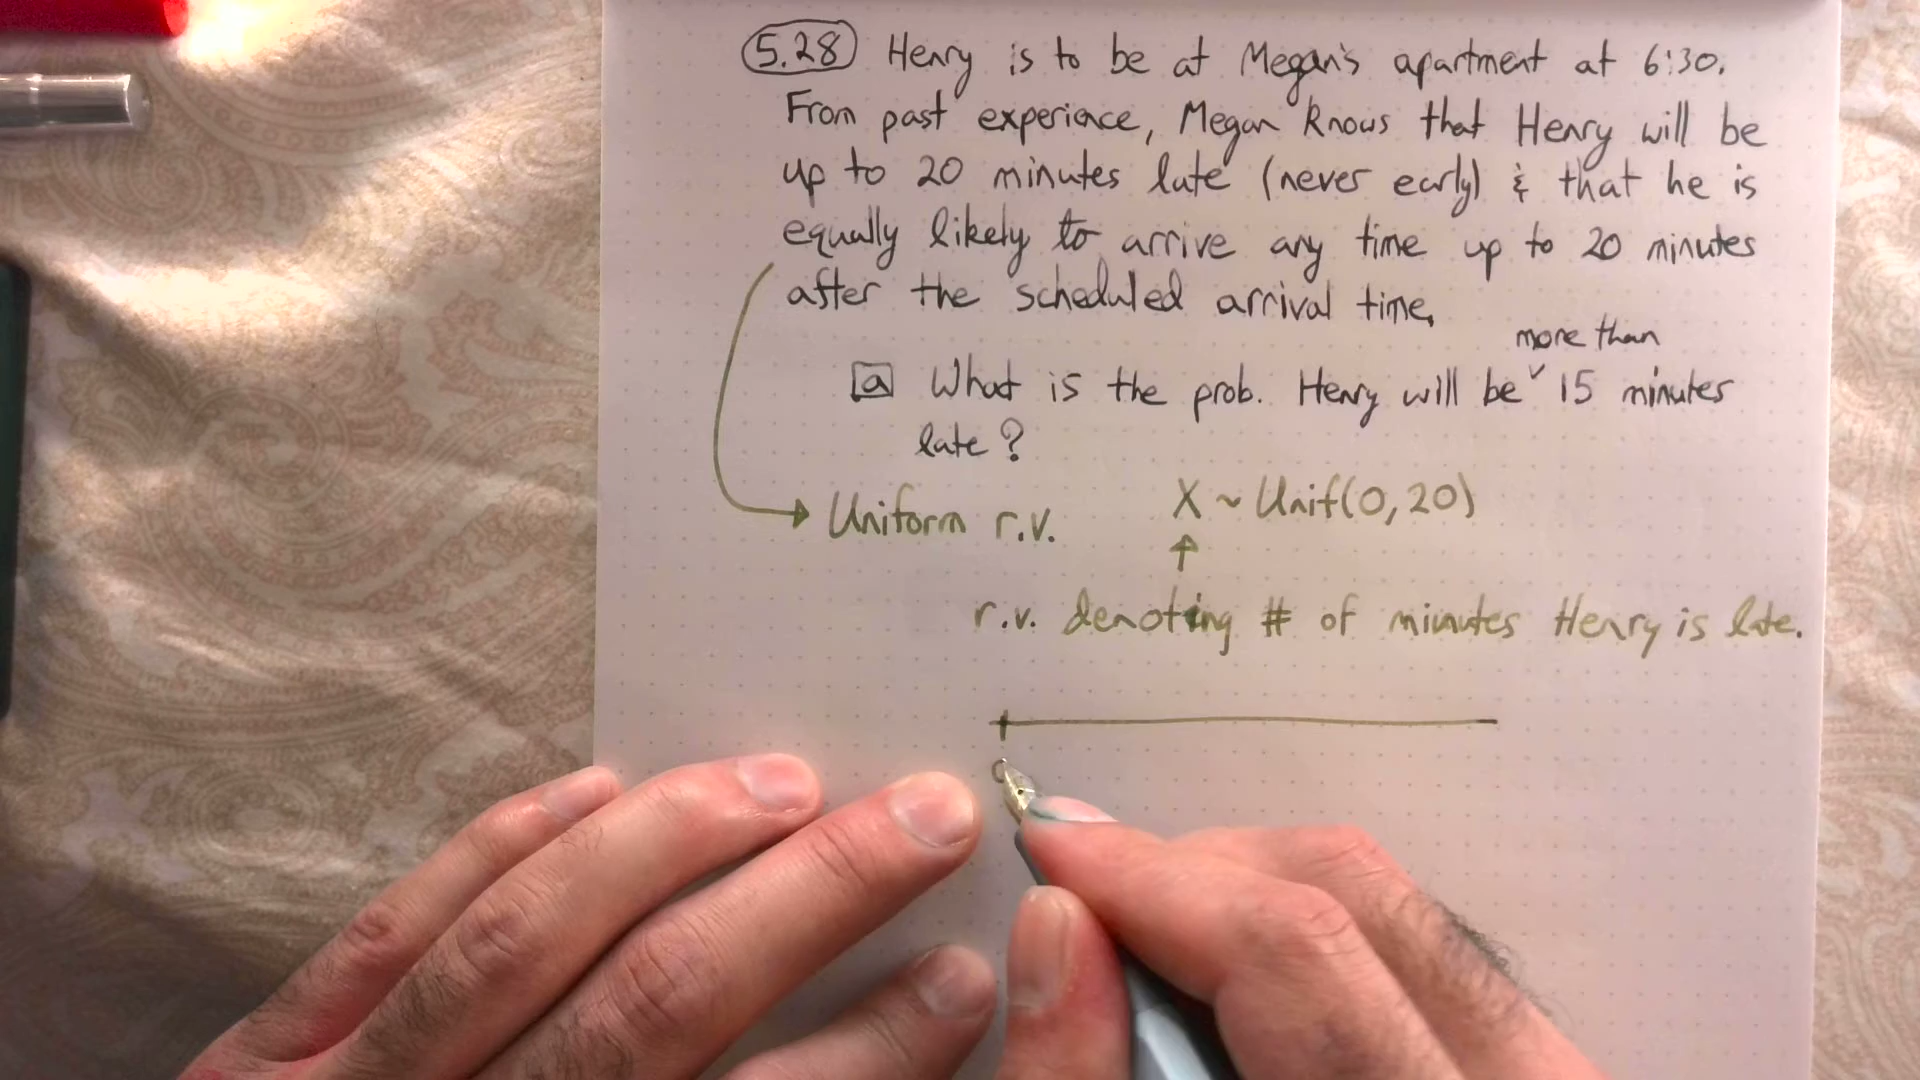 5.28 Henry is to be at Megan's apartment at 6:30.
From past experience, Megan knows that Henry will be
up to 20 minutes late (never early) & that he is
equally likely to arrive any time up to 20 minutes
after the scheduled arrival time.
more than
a What is the prob. Henry will be ˅ 15 minutes
late?
Uniform r.v. X ~ Unif(0,20)
r.v. denoting # of minutes Henry is late.
0